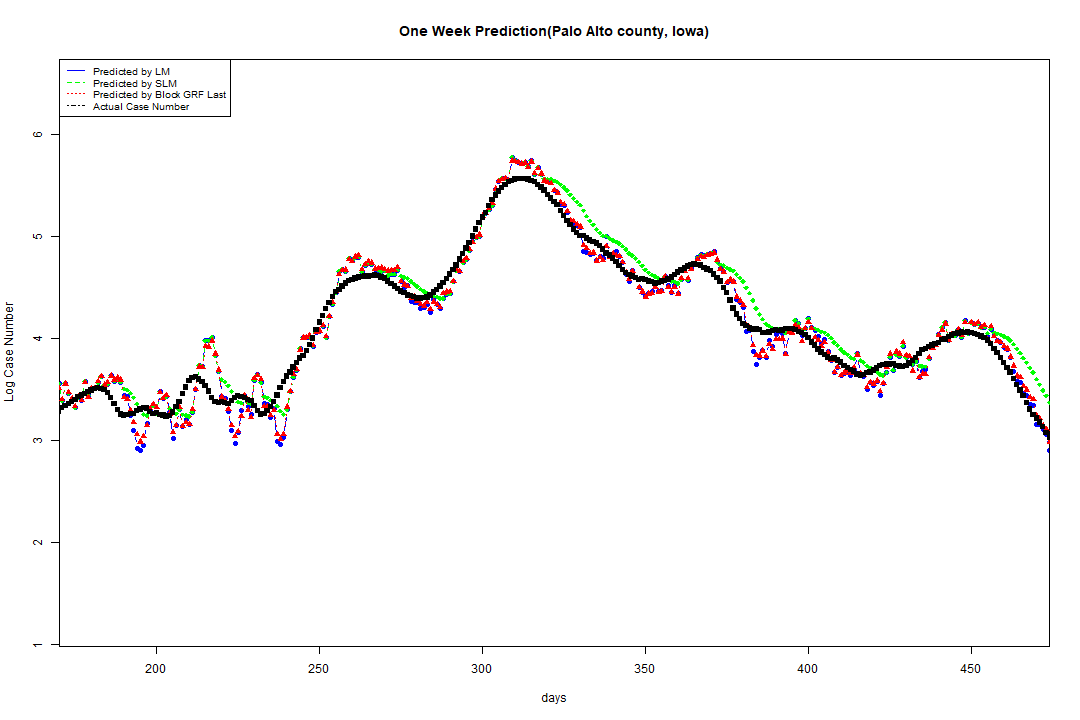 One Week Prediction(Palo Alto county, Iowa)
Predicted by LM
Predicted by SLM
Predicted by Block GRF Last
Actual Case Number
Log Case Number
6
5
4
3
2
1
200 250 300 350 400 450
days